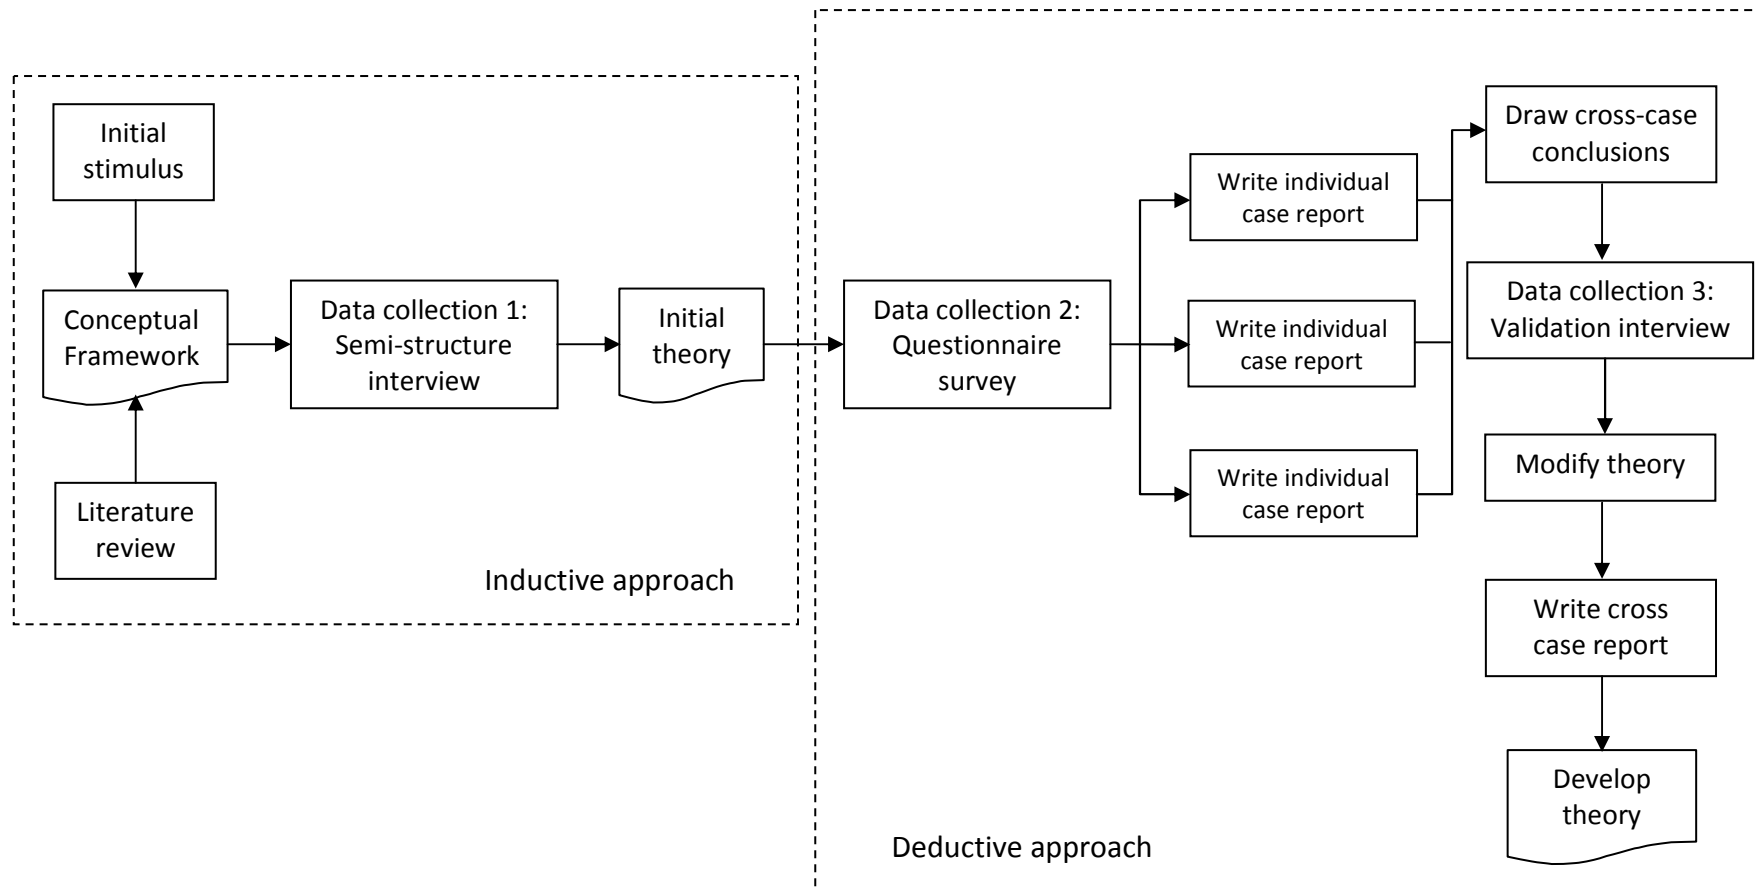 Initial
stimulus
Conceptual
Framework
Literature
review
Data collection 1:
Semi-structure
interview
Initial
theory
Inductive approach
Data collection 2:
Questionnaire
survey
Write individual
case report
Write individual
case report
Write individual
case report
Draw cross-case
conclusions
Data collection 3:
Validation interview
Modify theory
Write cross
case report
Develop
theory
Deductive approach